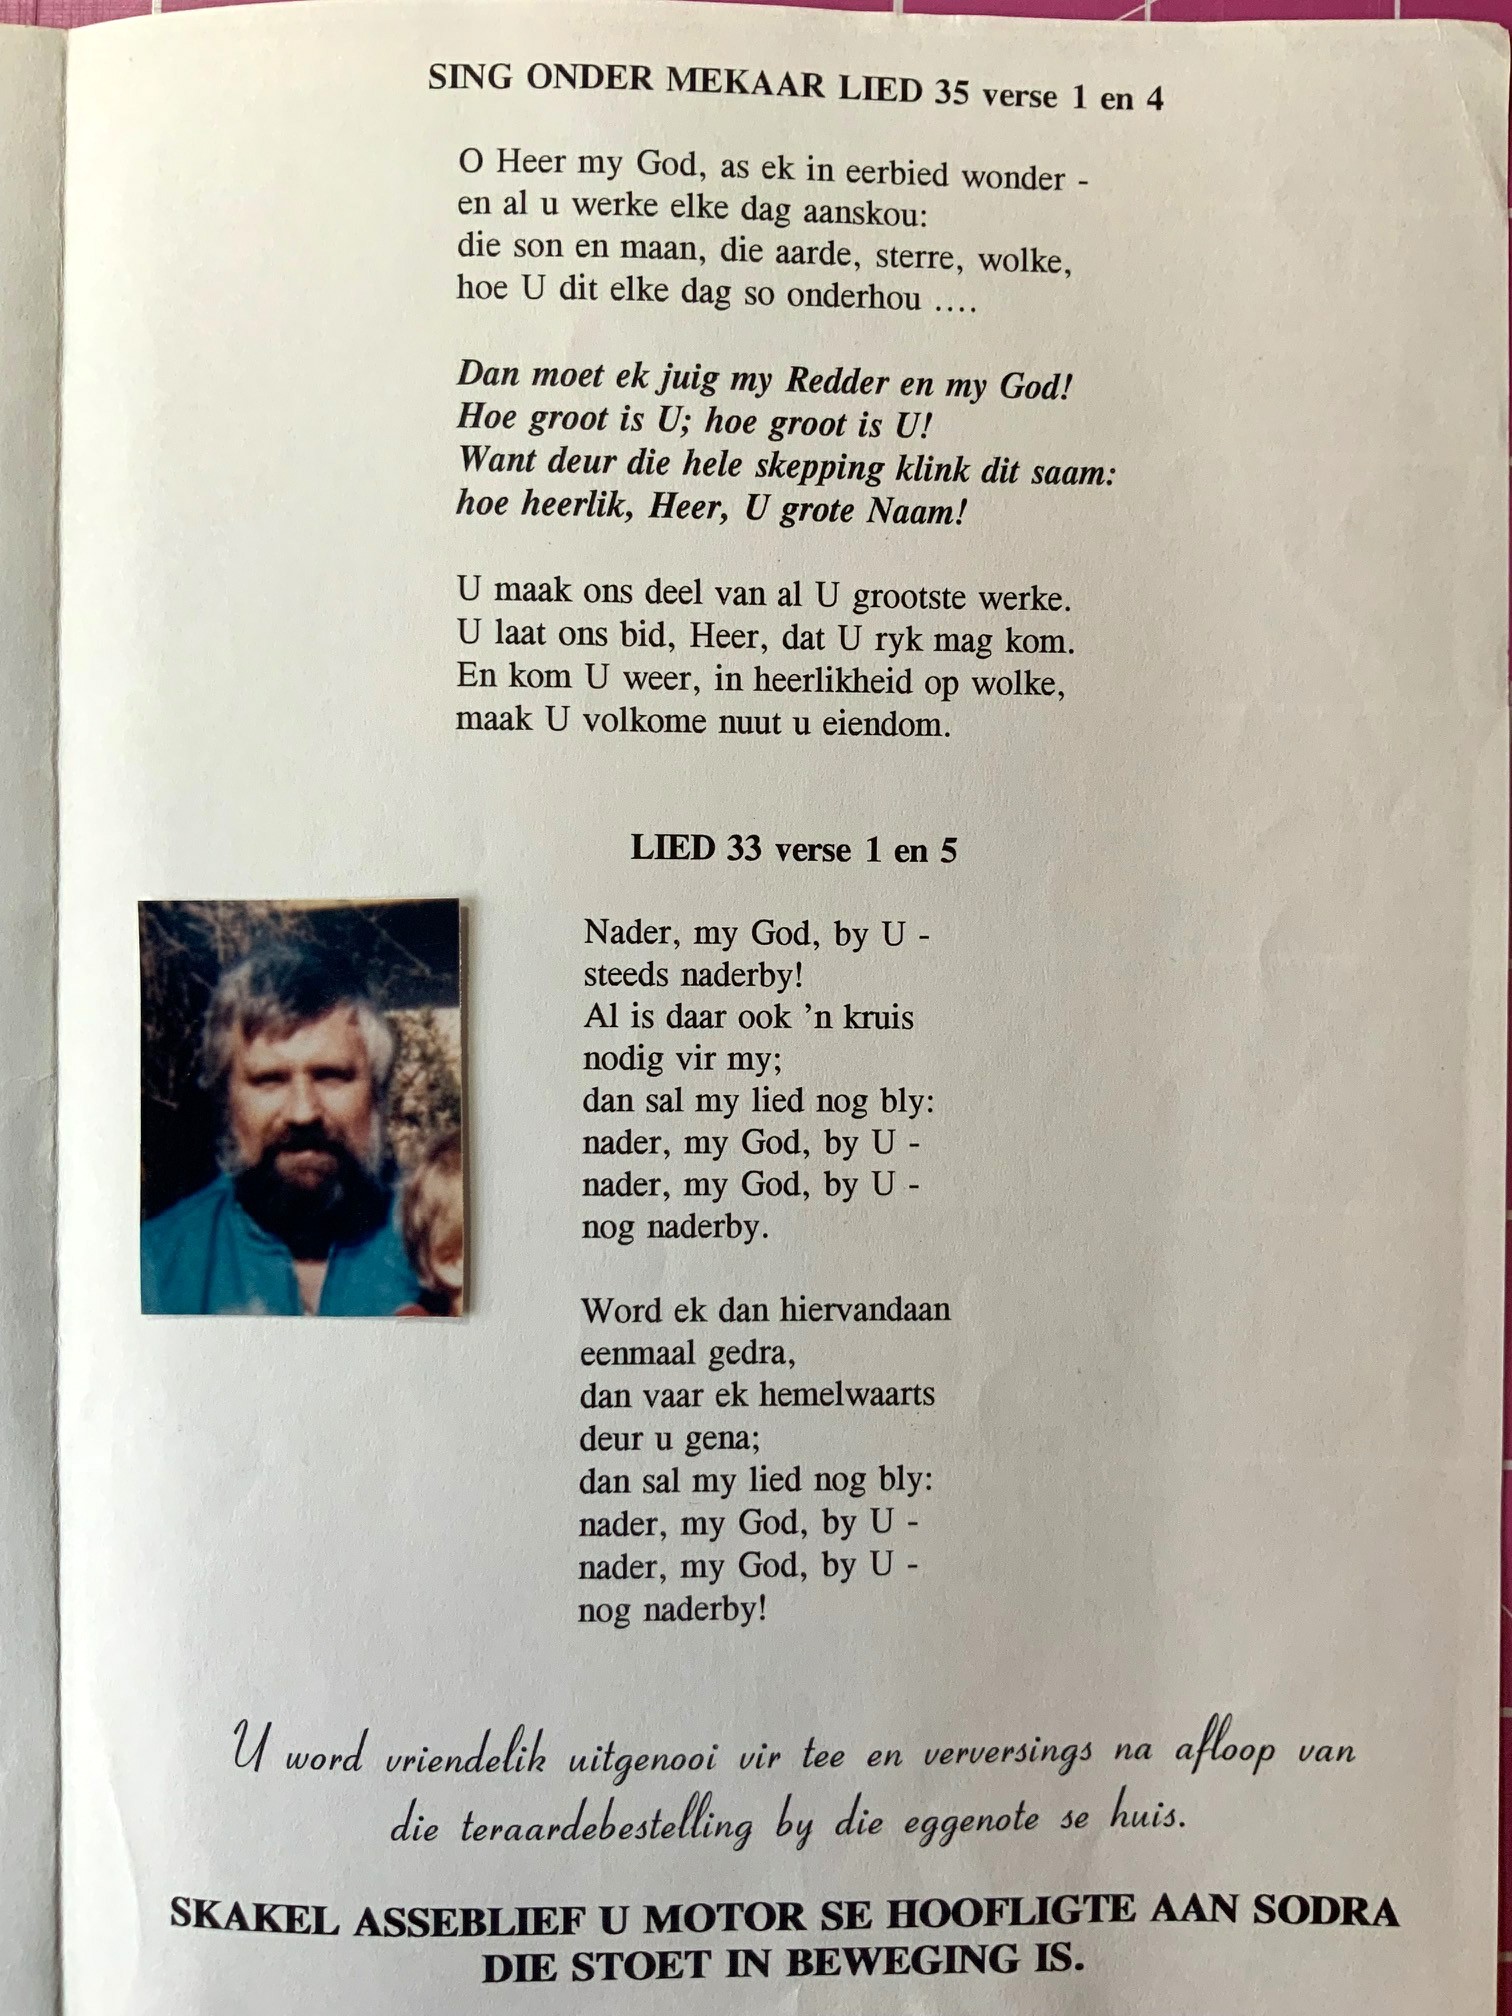 SING ONDER MEKAAR LIED 35 verse 1 en 4
O Heer my God, as ek in eerbied wonder -
en al u werke elke dag aanskou:
die son en maan, die aarde, sterre, wolke,
hoe U dit elke dag so onderhou ....
Dan moet ek juig my Redder en my God!
Hoe groot is U; hoe groot is U!
Want deur die hele skepping klink dit saam:
hoe heerlik, Heer, U grote Naam!
U maak ons deel van al U grootste werke.
U laat ons bid, Heer, dat U ryk mag kom.
En kom U weer, in heerlikheid op wolke,
maak U volkome nuut u eiendom.
LIED 33 verse 1 en 5
Nader, my God, by U -
steeds naderby!
Al is daar ook 'n kruis
nodig vir my;
dan sal my lied nog bly:
nader, my God, by U -
nader, my God, by U -
nog naderby.
Word ek dan hiervandaan
eenmaal gedra,
dan vaar ek hemelwaarts
deur u gena;
dan sal my lied nog bly:
nader, my God, by U -
nader, my God, by U -
nog naderby!
U word vriendelik uitgenooi vir tee en verversings na afloop van
die teraardebestelling by die eggenote se huis.
SKAKEL ASSEBLIEF U MOTOR SE HOOFLIGTE AAN SODRA
DIE STOET IN BEWEGING IS.